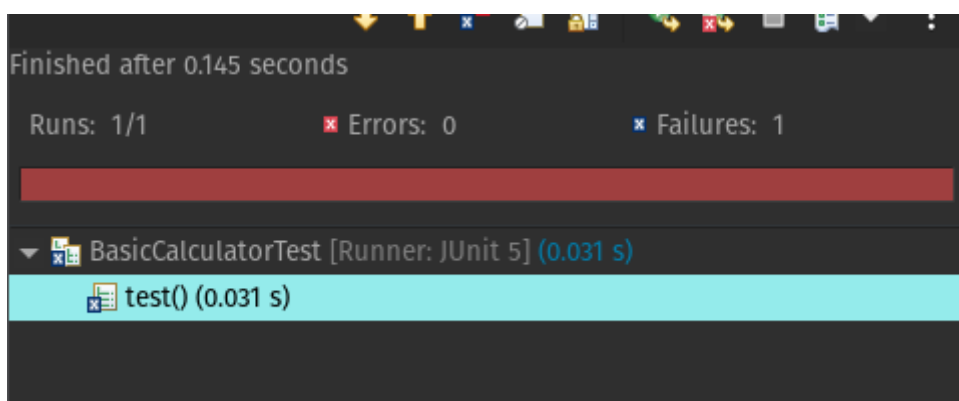 Finished after 0.145 seconds
Runs: 1/1 Errors: 0 Failures: 1
BasicCalculatorTest [Runner: JUnit 5] (0.031 s)
test() (0.031 s)